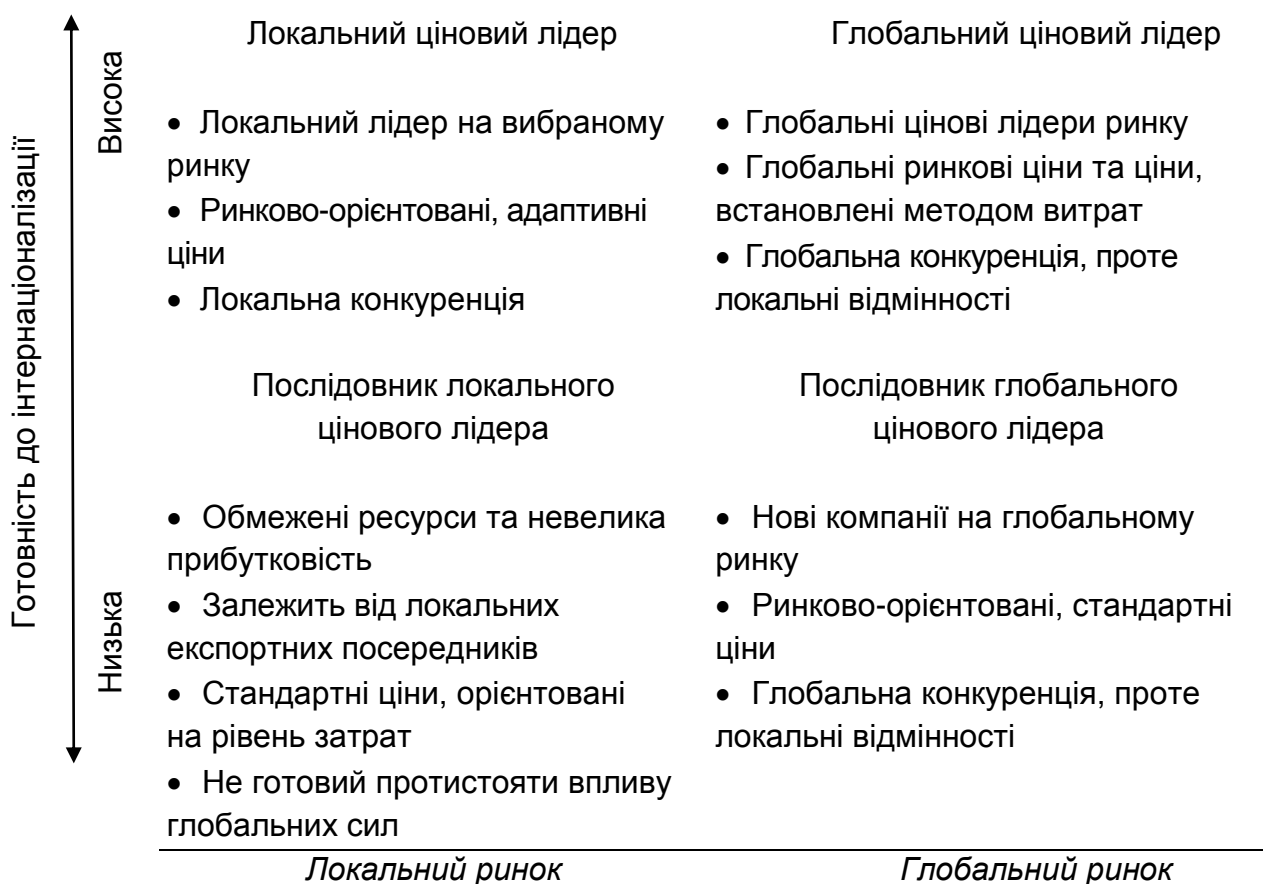 Готовність до інтернаціоналізації
Висока
Локальний ціновий лідер
• Локальний лідер на вибраному
ринку
• Ринково-орієнтовані, адаптивні
ціни
• Локальна конкуренція
Глобальний ціновий лідер
• Глобальні цінові лідери ринку
• Глобальні ринкові ціни та ціни,
встановлені методом витрат
• Глобальна конкуренція, проте
локальні відмінності
Низька
Послідовник локального
цінового лідера
• Обмежені ресурси та невелика
прибутковість
• Залежить від локальних
експортних посередників
• Стандартні ціни, орієнтовані
на рівень затрат
• Не готовий протистояти впливу
глобальних сил
Послідовник глобального
цінового лідера
• Нові компанії на глобальному
ринку
• Ринково-орієнтовані, стандартні
ціни
• Глобальна конкуренція, проте
локальні відмінності
Локальний ринок
Глобальний ринок